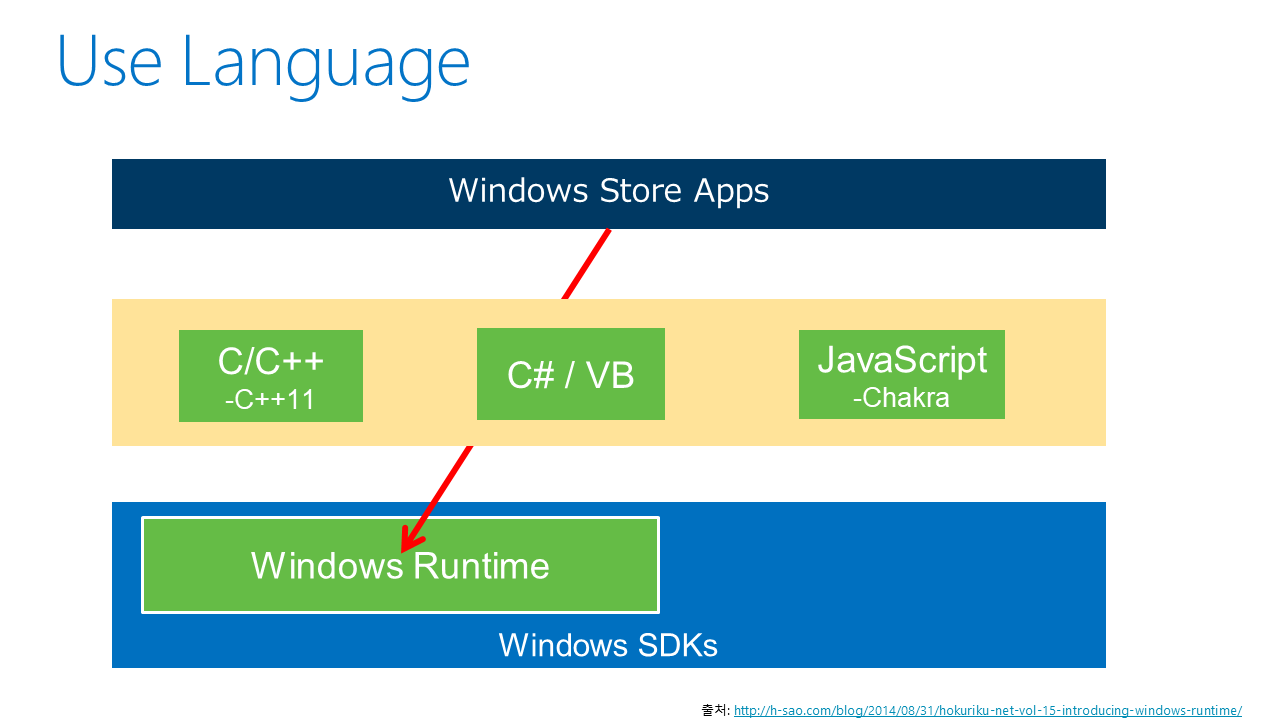 Use Language
Windows Store Apps
C/C++
-C++11
C# / VB
JavaScript
-Chakra
Windows Runtime
Windows SDKs
출처: http://h-sao.com/blog/2014/08/31/hokuriku-net-vol-15-introducing-windows-runtime/